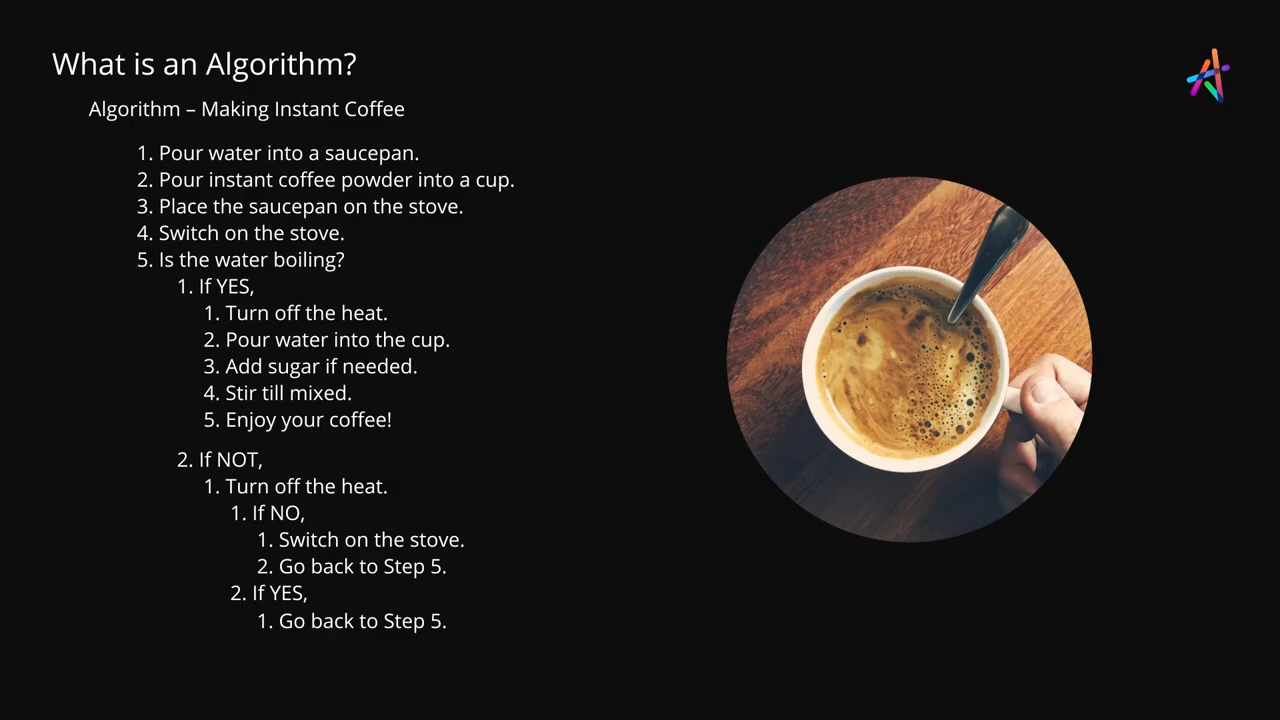 What is an Algorithm?
Algorithm – Making Instant Coffee
1. Pour water into a saucepan.
2. Pour instant coffee powder into a cup.
3. Place the saucepan on the stove.
4. Switch on the stove.
5. Is the water boiling?
1. If YES,
1. Turn off the heat.
2. Pour water into the cup.
3. Add sugar if needed.
4. Stir till mixed.
5. Enjoy your coffee!
2. If NOT,
1. Turn off the heat.
1. If NO,
1. Switch on the stove.
2. Go back to Step 5.
2. If YES,
1. Go back to Step 5.